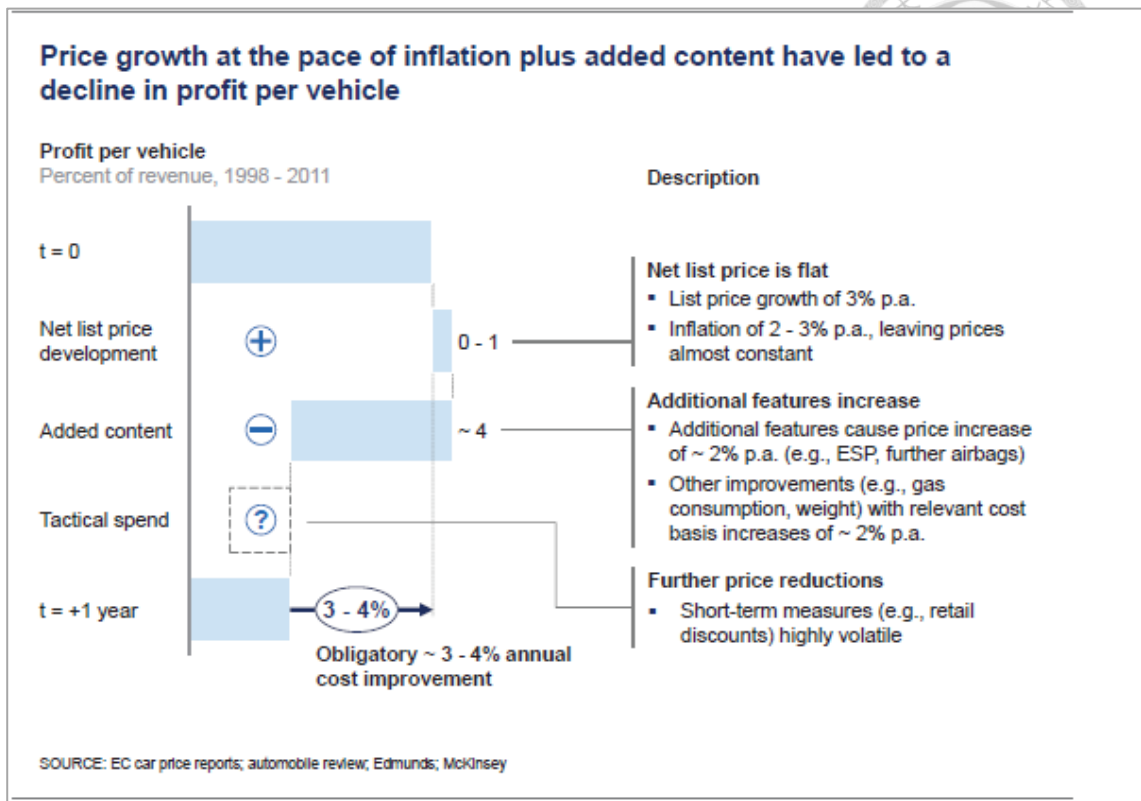 Price growth at the pace of inflation plus added content have led to a
decline in profit per vehicle
Profit per vehicle
Percent of revenue, 1998 - 2011
Description
t = 0
Net list price
development
0 - 1
Added content
~ 4
Tactical spend
?
t = +1 year
3 - 4%
Obligatory ~ 3 - 4% annual
cost improvement
Net list price is flat
▪ List price growth of 3% p.a.
▪ Inflation of 2 - 3% p.a., leaving prices
almost constant
Additional features increase
▪ Additional features cause price increase
of ~ 2% p.a. (e.g., ESP, further airbags)
▪ Other improvements (e.g., gas
consumption, weight) with relevant cost
basis increases of ~ 2% p.a.
Further price reductions
▪ Short-term measures (e.g., retail
discounts) highly volatile
SOURCE: EC car price reports; automobile review; Edmunds; McKinsey